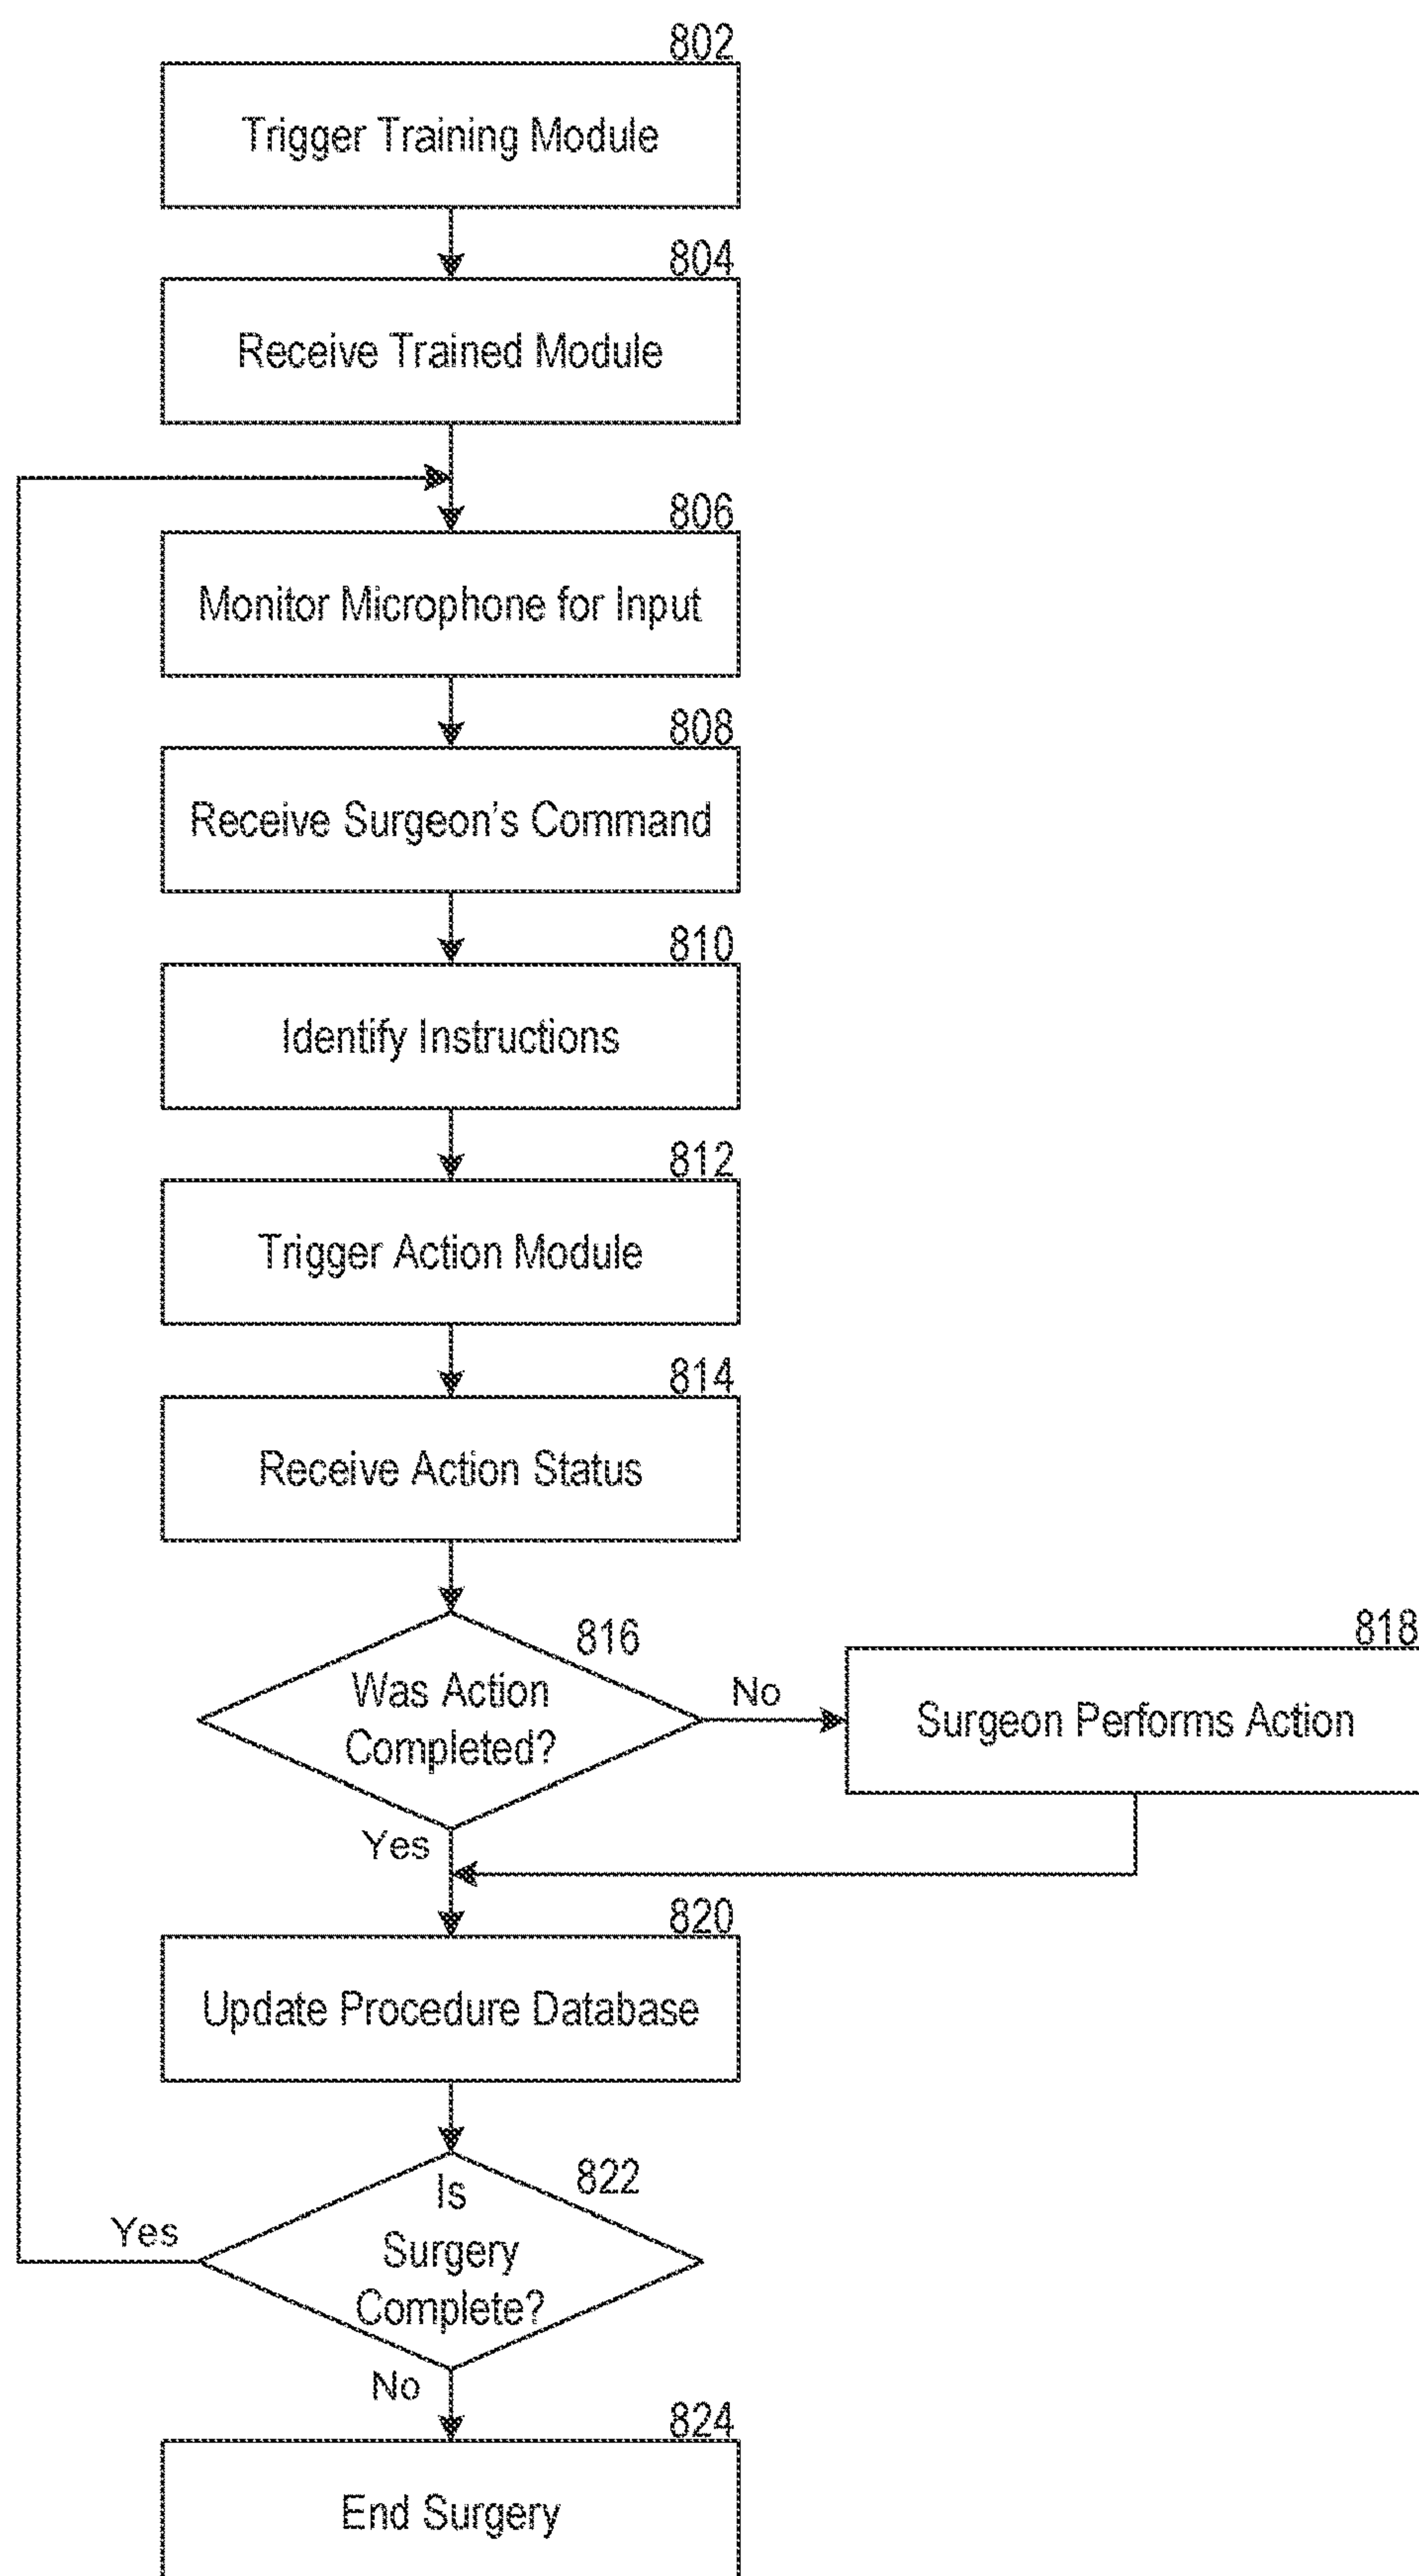 802
Trigger Training Module
804
Receive Trained Module
806
Monitor Microphone for Input
808
Receive Surgeon's Command
810
Identify Instructions
812
Trigger Action Module
814
Receive Action Status
816
Was Action
Completed?
No
818
Surgeon Performs Action
Yes
820
Update Procedure Database
822
Is
Surgery
Complete?
Yes
No
824
End Surgery